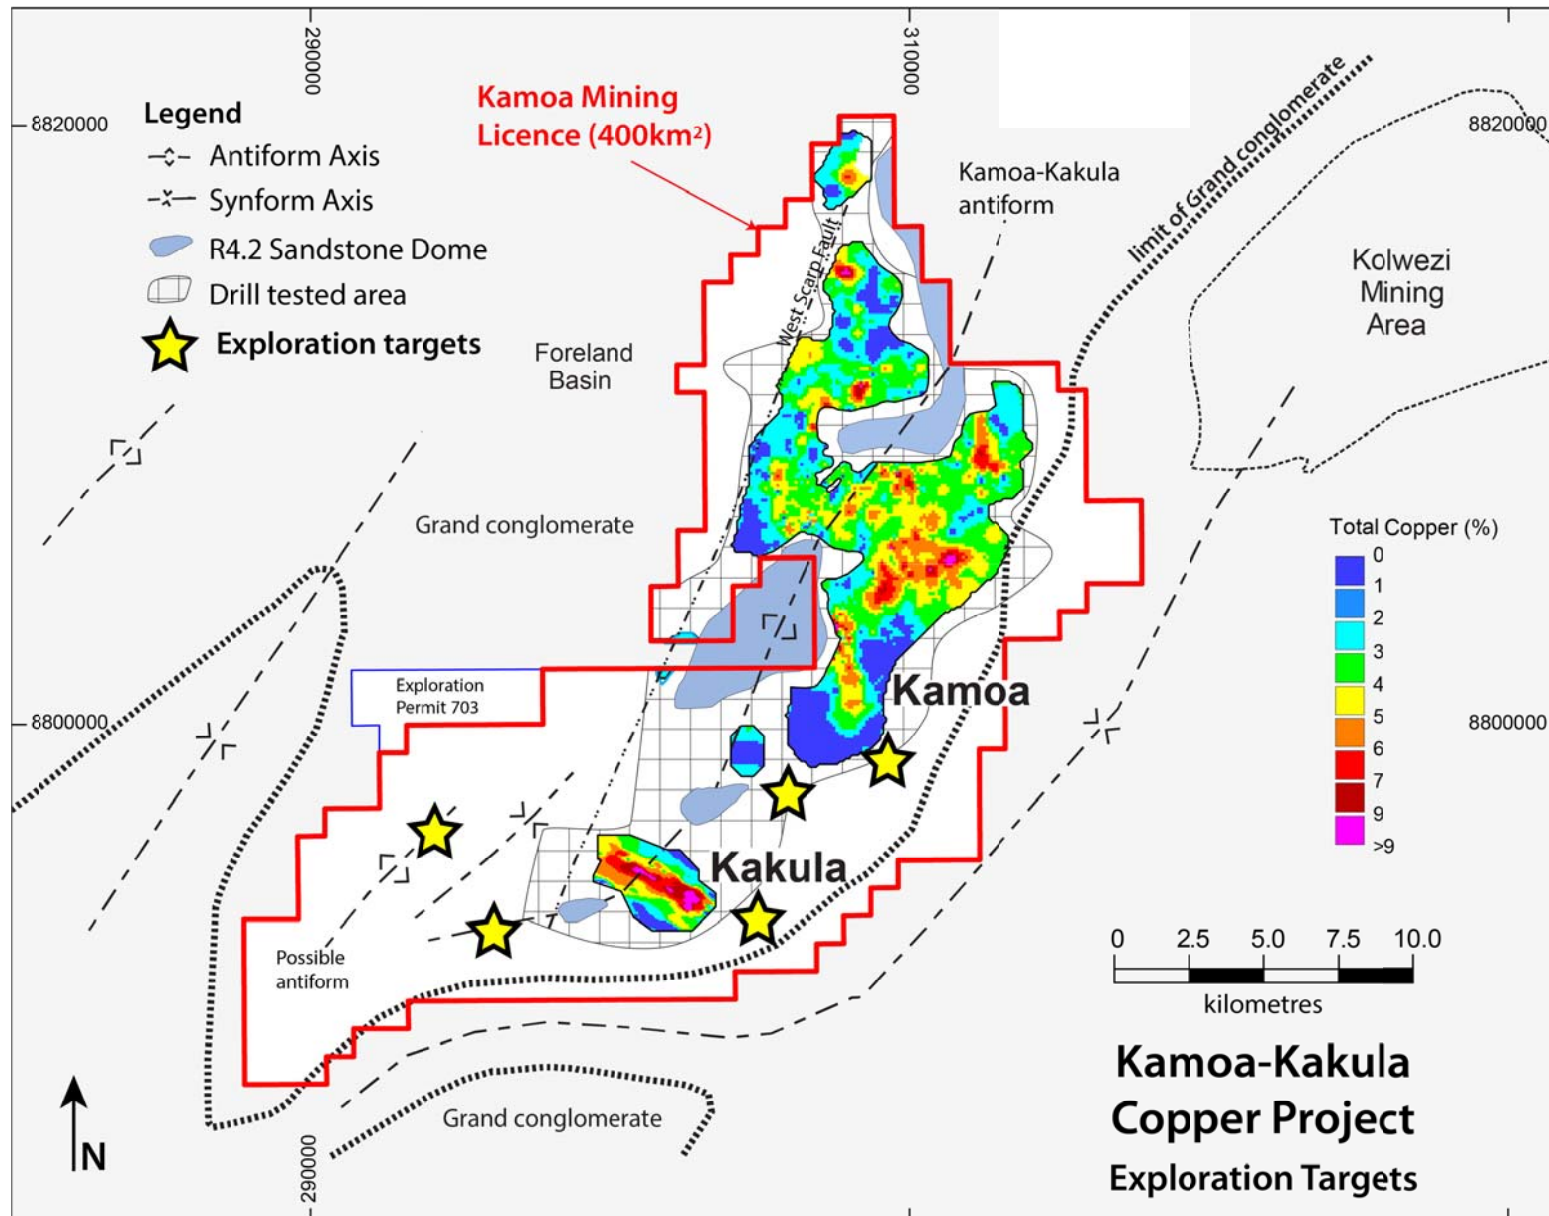 290000
310000
8820000
8820000
Legend
Antiform Axis
Synform Axis
R4.2 Sandstone Dome
Drill tested area
Exploration targets
Kamoa Mining
Licence (400km²)
Kamoa-Kakula
antiform
limit of Grand conglomerate
Kolwezi
Mining
Area
West Scarp Fault
Foreland
Basin
Grand conglomerate
Total Copper (%)
0
1
2
3
4
5
6
7
9
>9
Exploration
Permit 703
Kamoa
8800000
8800000
Kakula
Possible
antiform
0 2.5 5.0 7.5 10.0
kilometres
Kamoa-Kakula
Copper Project
Exploration Targets
Grand conglomerate
N
290000